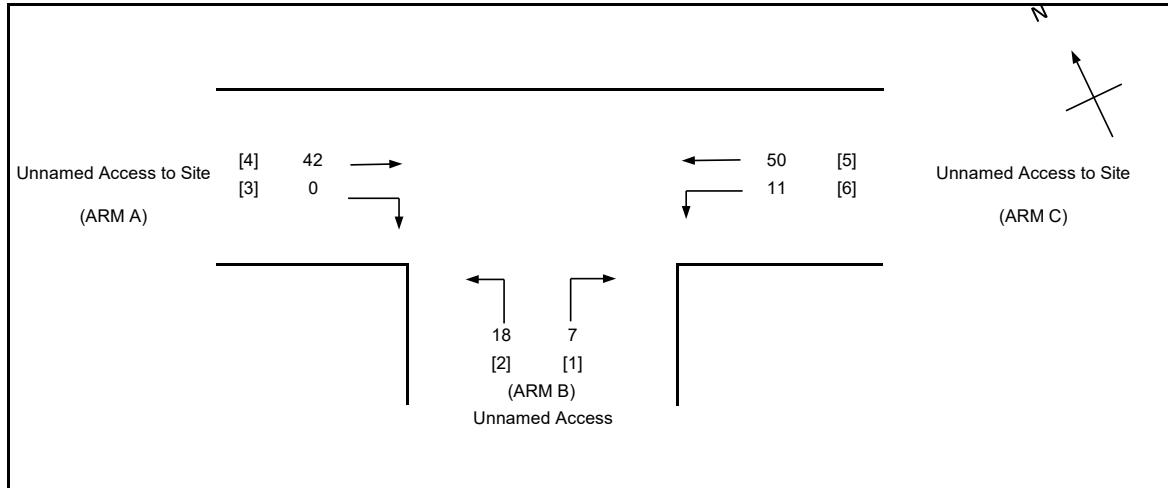 N
Unnamed Access to Site
(ARM A)
[4] 42
[3] 0
50 [5]
11 [6]
Unnamed Access to Site
(ARM C)
18 7
[2] [1]
(ARM B)
Unnamed Access